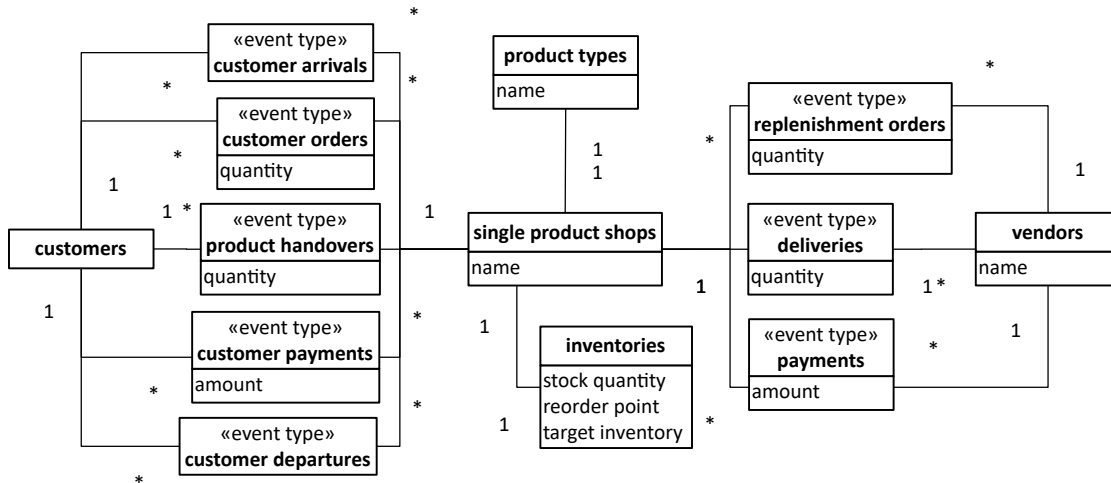 *
«event type»
customer arrivals
*
*
«event type»
customer orders
quantity
*
1
1 *
«event type»
product handovers
quantity
customers
1
1
«event type»
customer payments
amount
*
*
«event type»
customer departures
*
*
product types
name
1
1
single product shops
name
1
1
inventories
stock quantity
reorder point
target inventory
*
«event type»
replenishment orders
quantity
*
*
1
«event type»
deliveries
quantity
1
1 *
vendors
name
1
«event type»
payments
amount
*